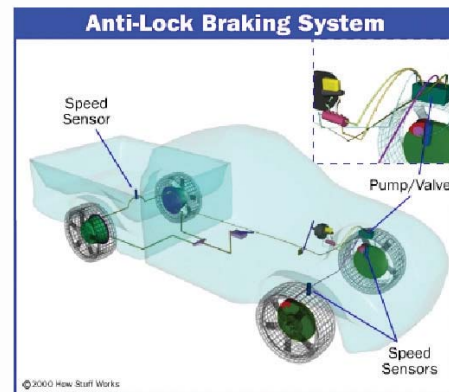 Anti-Lock Braking System
Speed
Sensor
Pump/Valve
Speed
Sensors
©2000 How Stuff Works